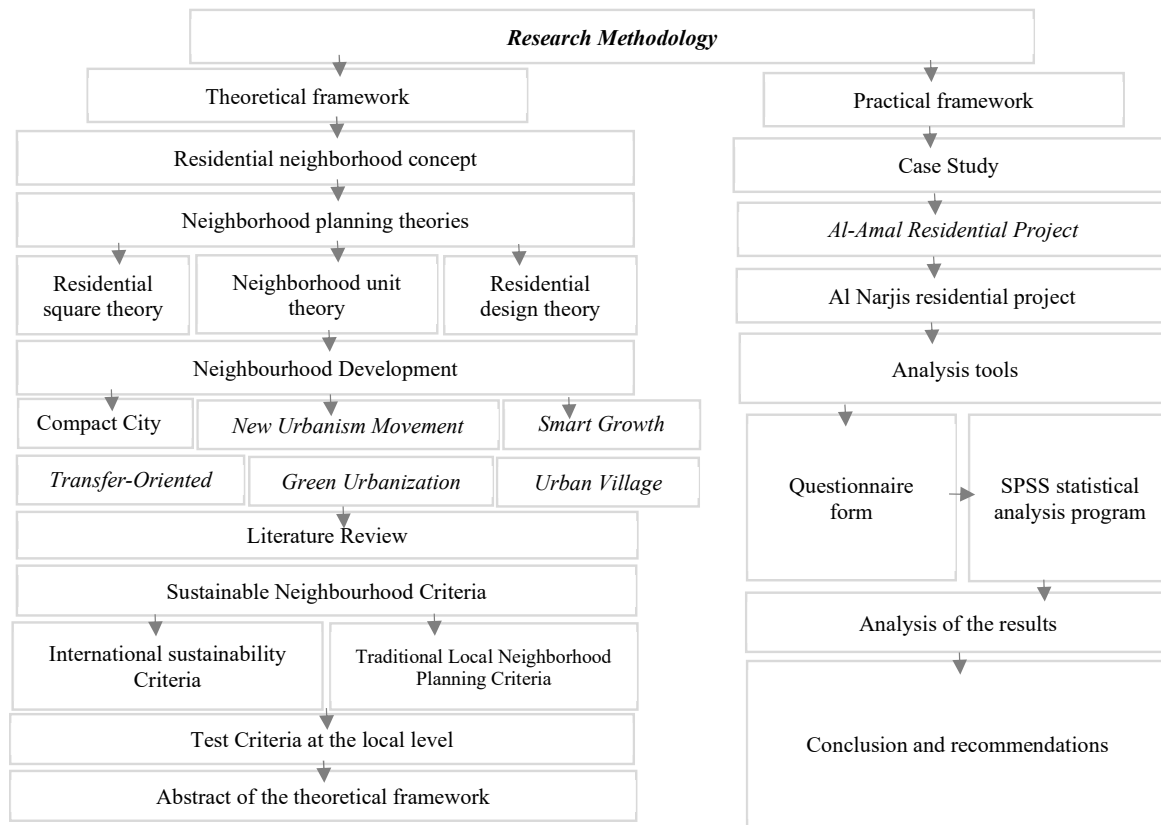 Research Methodology
Theoretical framework
Residential neighborhood concept
Neighborhood planning theories
Residential
square theory
Neighborhood unit
theory
Residential
design theory
Neighbourhood Development
Compact City
New Urbanism Movement
Smart Growth
Transfer-Oriented
Green Urbanization
Urban Village
Literature Review
Sustainable Neighbourhood Criteria
International sustainability
Criteria
Traditional Local Neighborhood
Planning Criteria
Test Criteria at the local level
Abstract of the theoretical framework
Practical framework
Case Study
Al-Amal Residential Project
Al Narjis residential project
Analysis tools
Questionnaire
form
SPSS statistical
analysis program
Analysis of the results
Conclusion and recommendations